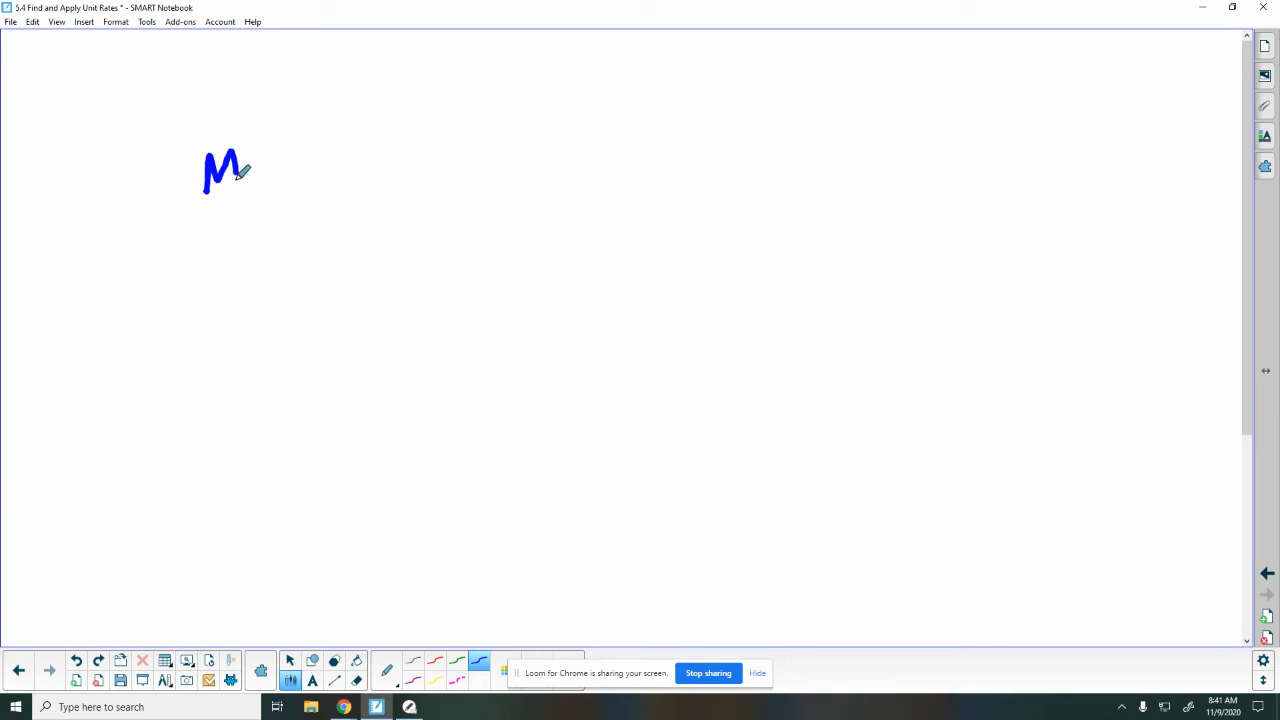 5.4 Find and Apply Unit Rates * - SMART Notebook
File Edit View Insert Format Tools Add-ons Account Help
M
Loom for Chrome is sharing your screen. Stop sharing Hide
Type here to search
8:41 AM
11/9/2020